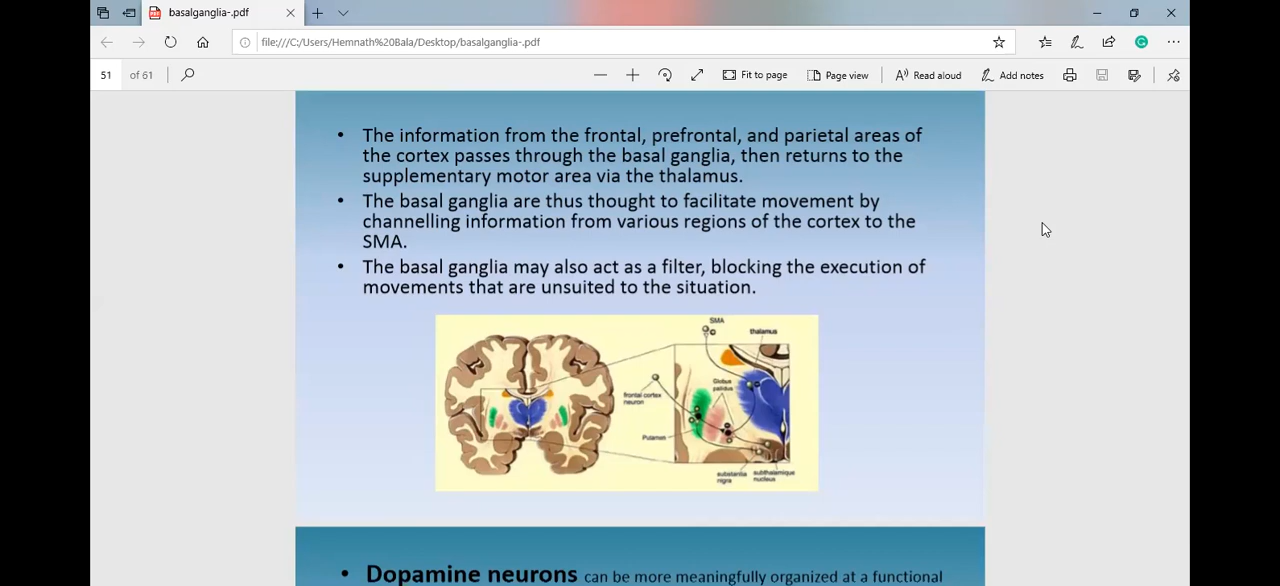 basalganglia-.pdf
file:///C:/Users/Hemnath%20Bala/Desktop/basalganglia-.pdf
51 of 61
Fit to page
Page view
Read aloud
Add notes
• The information from the frontal, prefrontal, and parietal areas of
the cortex passes through the basal ganglia, then returns to the
supplementary motor area via the thalamus.
• The basal ganglia are thus thought to facilitate movement by
channelling information from various regions of the cortex to the
SMA.
• The basal ganglia may also act as a filter, blocking the execution of
movements that are unsuited to the situation.
SMA
thalamus
Globus
palidus
frontal cortex
neuron
Putamen
substantia
nigra
subthalamique
nucleus
• Dopamine neurons can be more meaningfully organized at a functional